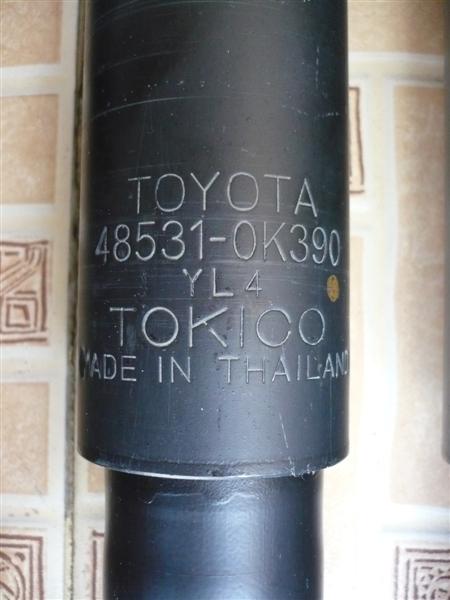 TOYOTA
48531-0K390
YL4
TOKICO
MADE IN THAILAND